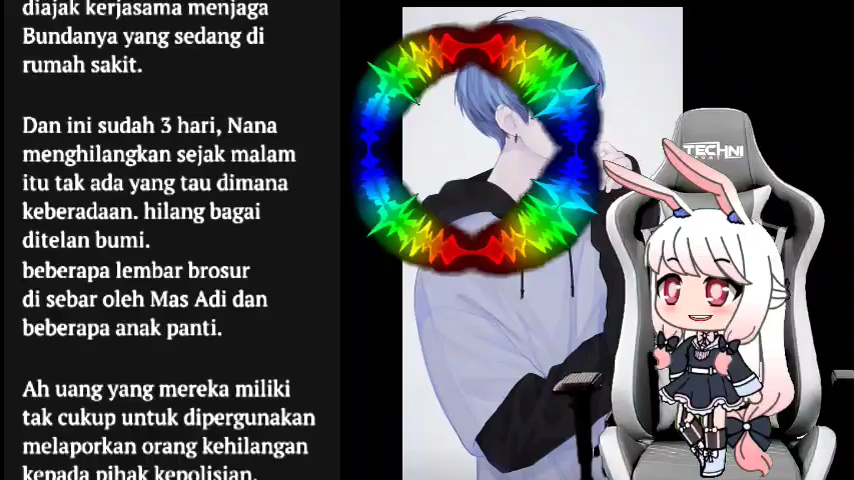 diajak kerjasama menjaga
Bundanya yang sedang di
rumah sakit.
Dan ini sudah 3 hari, Nana
menghilangkan sejak malam
itu tak ada yang tau dimana
keberadaan. hilang bagai
ditelan bumi.
beberapa lembar brosur
di sebar oleh Mas Adi dan
beberapa anak panti.
Ah uang yang mereka miliki
tak cukup untuk dipergunakan
melaporkan orang kehilangan
kepada pihak kepolisian.
TECHNI